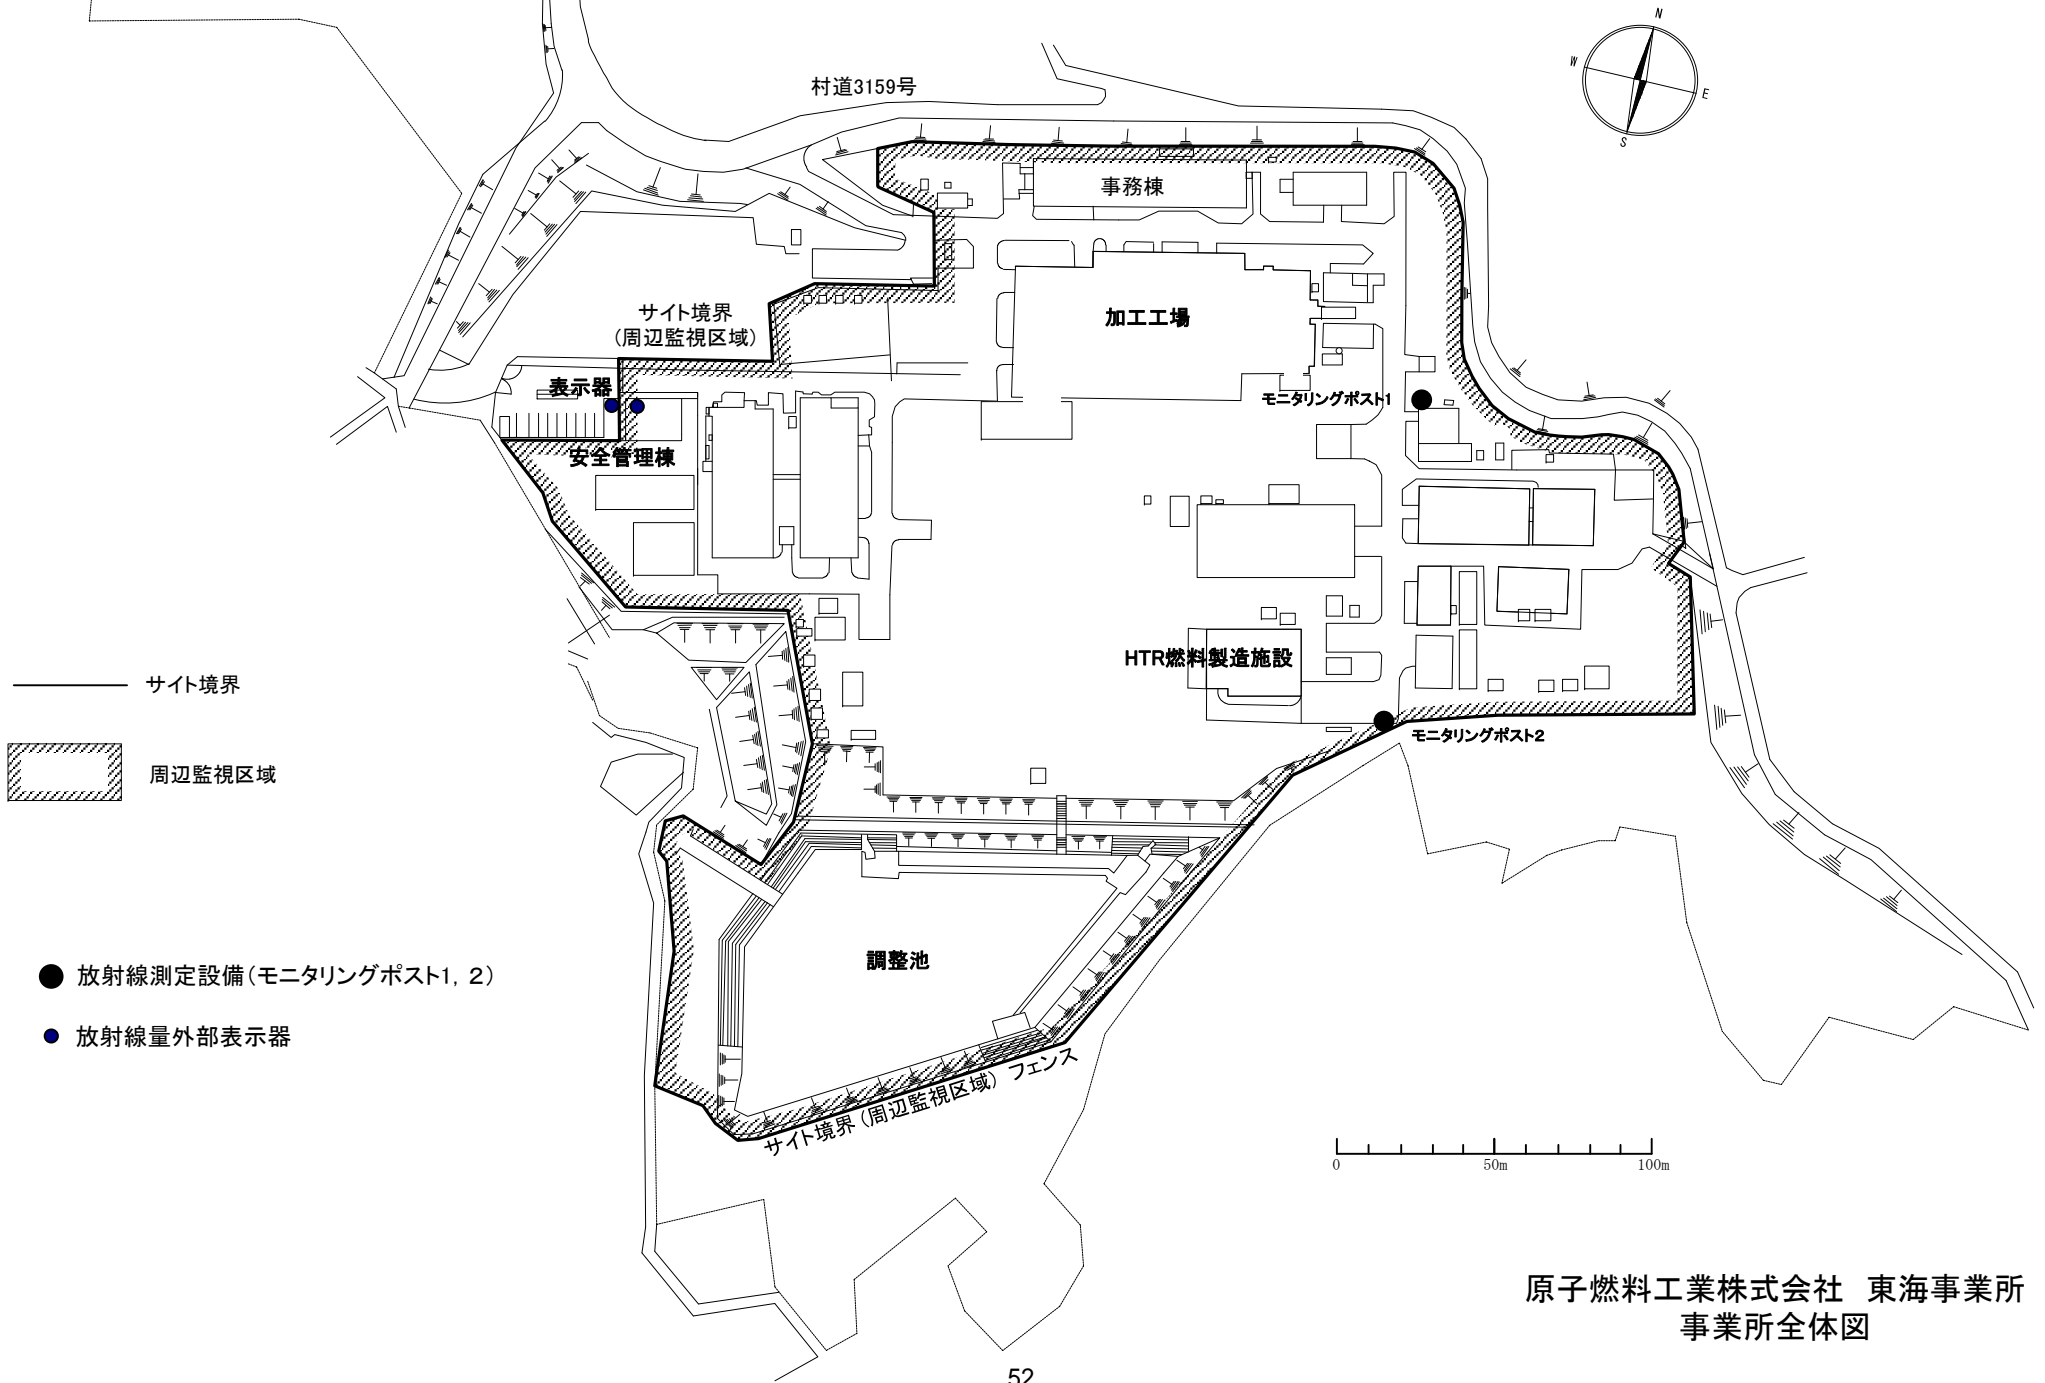 N
W
E
S
村道3159号
事務棟
加工工場
サイト境界
(周辺監視区域)
表示器
モニタリングポスト1
安全管理棟
HTR燃料製造施設
モニタリングポスト2
サイト境界
周辺監視区域
調整池
放射線測定設備(モニタリングポスト1, 2)
放射線量外部表示器
サイト境界(周辺監視区域) フェンス
0 50m 100m
原子燃料工業株式会社 東海事業所
事業所全体図
52